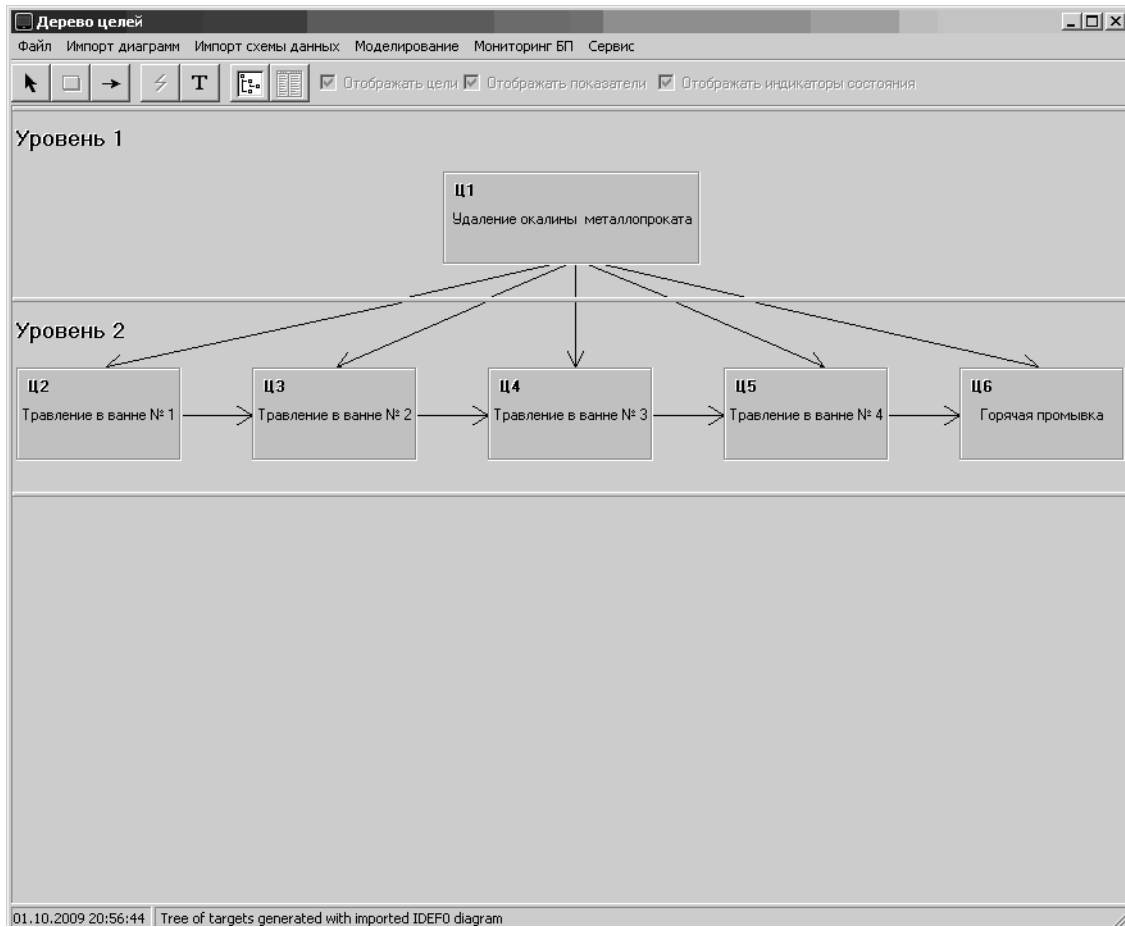 Дерево целей
Файл Импорт диаграмм Импорт схемы данных Моделирование Мониторинг БП Сервис
T Отображать цели Отображать показатели Отображать индикаторы состояния
Уровень 1
Ц1
Удаление окалины металлопроката
Уровень 2
Ц2 Ц3 Ц4 Ц5 Ц6
Травление в ванне № 1 Травление в ванне № 2 Травление в ванне № 3 Травление в ванне № 4 Горячая промывка
01.10.2009 20:56:44 Tree of targets generated with imported IDEF0 diagram